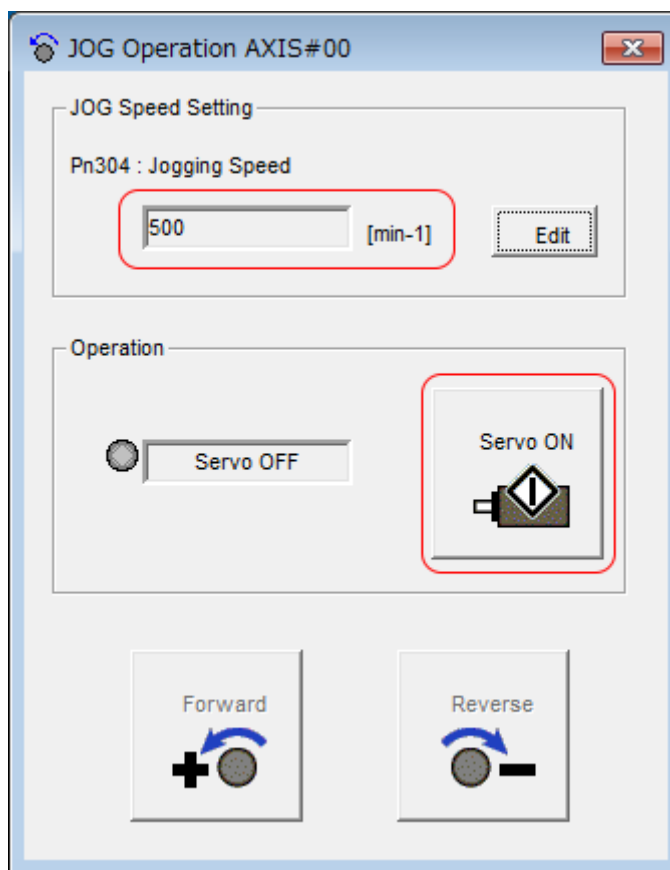 JOG Operation AXIS#00
JOG Speed Setting
Pn304 : Jogging Speed
500 [min-1] Edit
Operation
Servo OFF
Servo ON
Forward Reverse